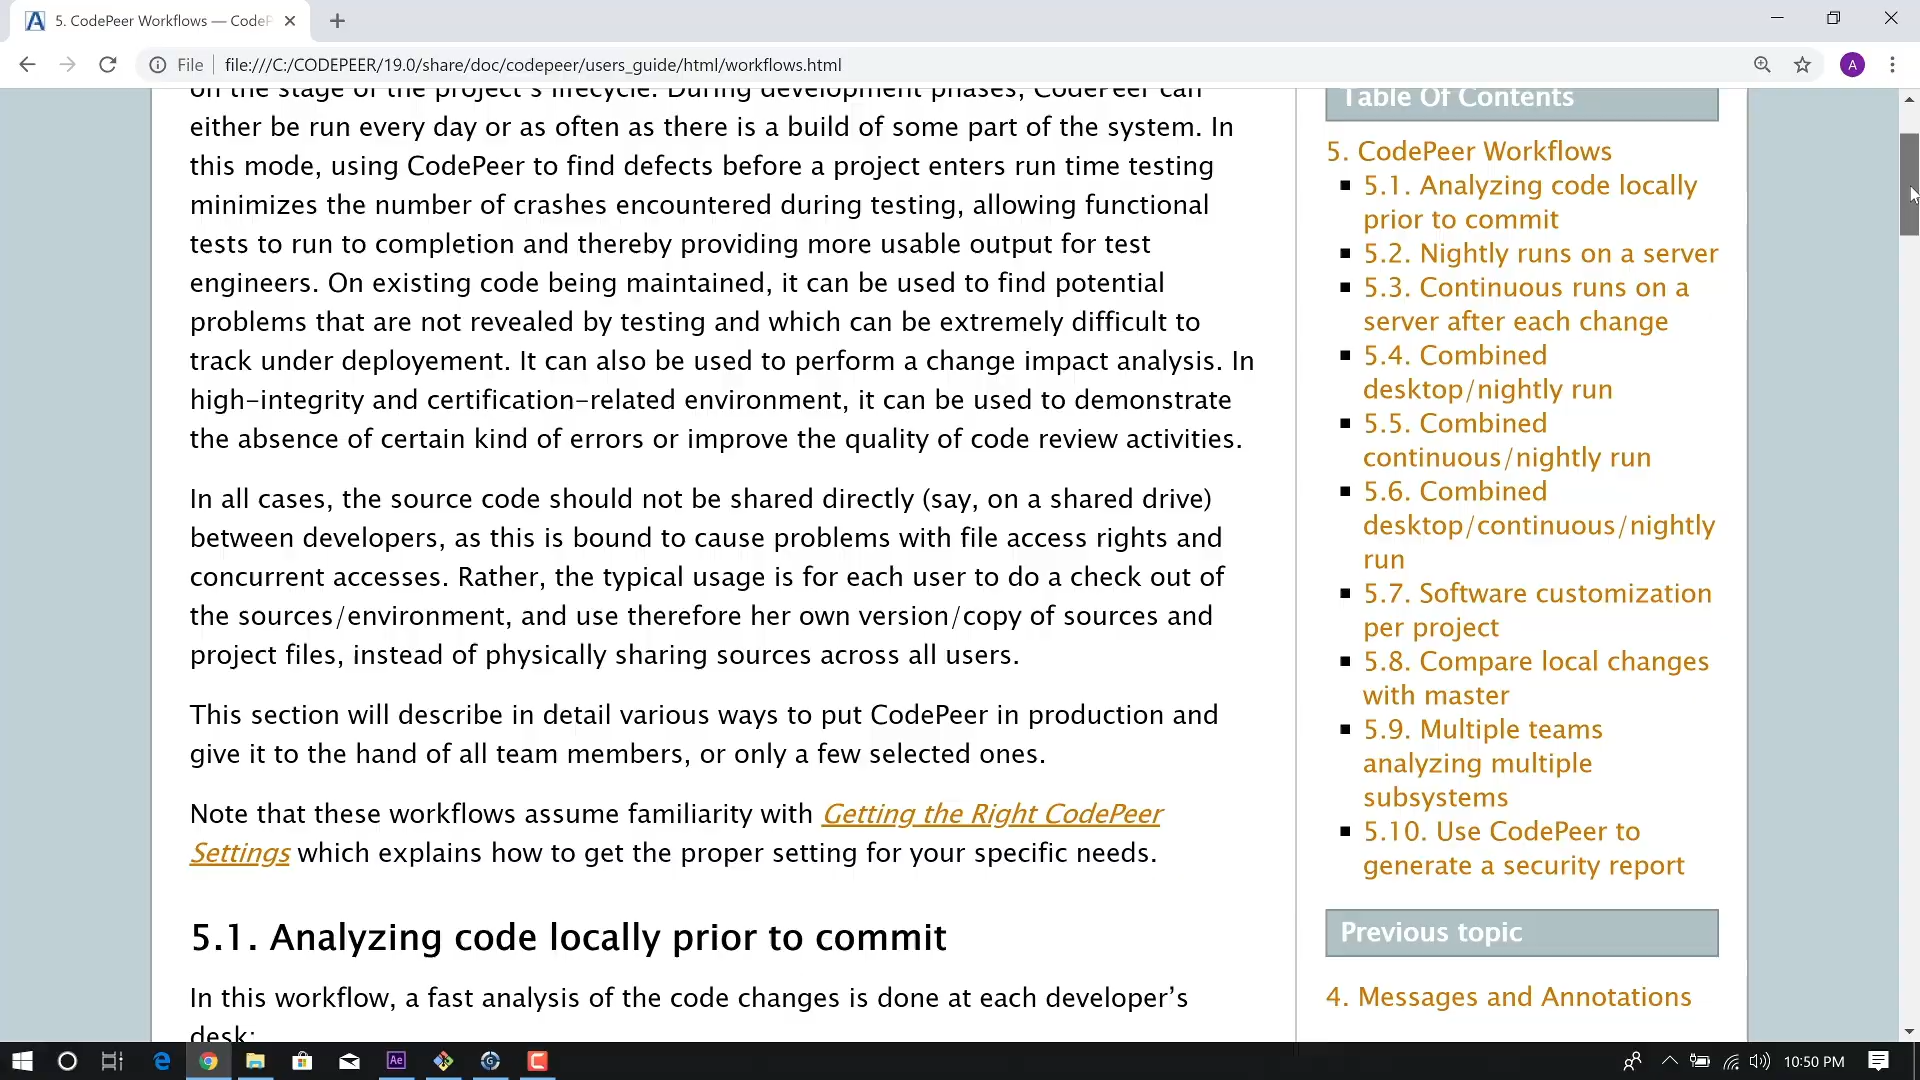 5. CodePeer Workflows — CodeP
File
file:///C:/CODEPEER/19.0/share/doc/codepeer/users_guide/html/workflows.html
A
on the stage of the project's lifecycle. During development phases, CodePeer can
either be run every day or as often as there is a build of some part of the system. In
this mode, using CodePeer to find defects before a project enters run time testing
minimizes the number of crashes encountered during testing, allowing functional
tests to run to completion and thereby providing more usable output for test
engineers. On existing code being maintained, it can be used to find potential
problems that are not revealed by testing and which can be extremely difficult to
track under deployement. It can also be used to perform a change impact analysis. In
high-integrity and certification-related environment, it can be used to demonstrate
the absence of certain kind of errors or improve the quality of code review activities.
In all cases, the source code should not be shared directly (say, on a shared drive)
between developers, as this is bound to cause problems with file access rights and
concurrent accesses. Rather, the typical usage is for each user to do a check out of
the sources/environment, and use therefore her own version/copy of sources and
project files, instead of physically sharing sources across all users.
This section will describe in detail various ways to put CodePeer in production and
give it to the hand of all team members, or only a few selected ones.
Note that these workflows assume familiarity with Getting the Right CodePeer
Settings which explains how to get the proper setting for your specific needs.
5.1. Analyzing code locally prior to commit
In this workflow, a fast analysis of the code changes is done at each developer's
desk:
Table Of Contents
5. CodePeer Workflows
5.1. Analyzing code locally
prior to commit
5.2. Nightly runs on a server
5.3. Continuous runs on a
server after each change
5.4. Combined
desktop/nightly run
5.5. Combined
continuous/nightly run
5.6. Combined
desktop/continuous/nightly
run
5.7. Software customization
per project
5.8. Compare local changes
with master
5.9. Multiple teams
analyzing multiple
subsystems
5.10. Use CodePeer to
generate a security report
Previous topic
4. Messages and Annotations
Ae
10:50 PM